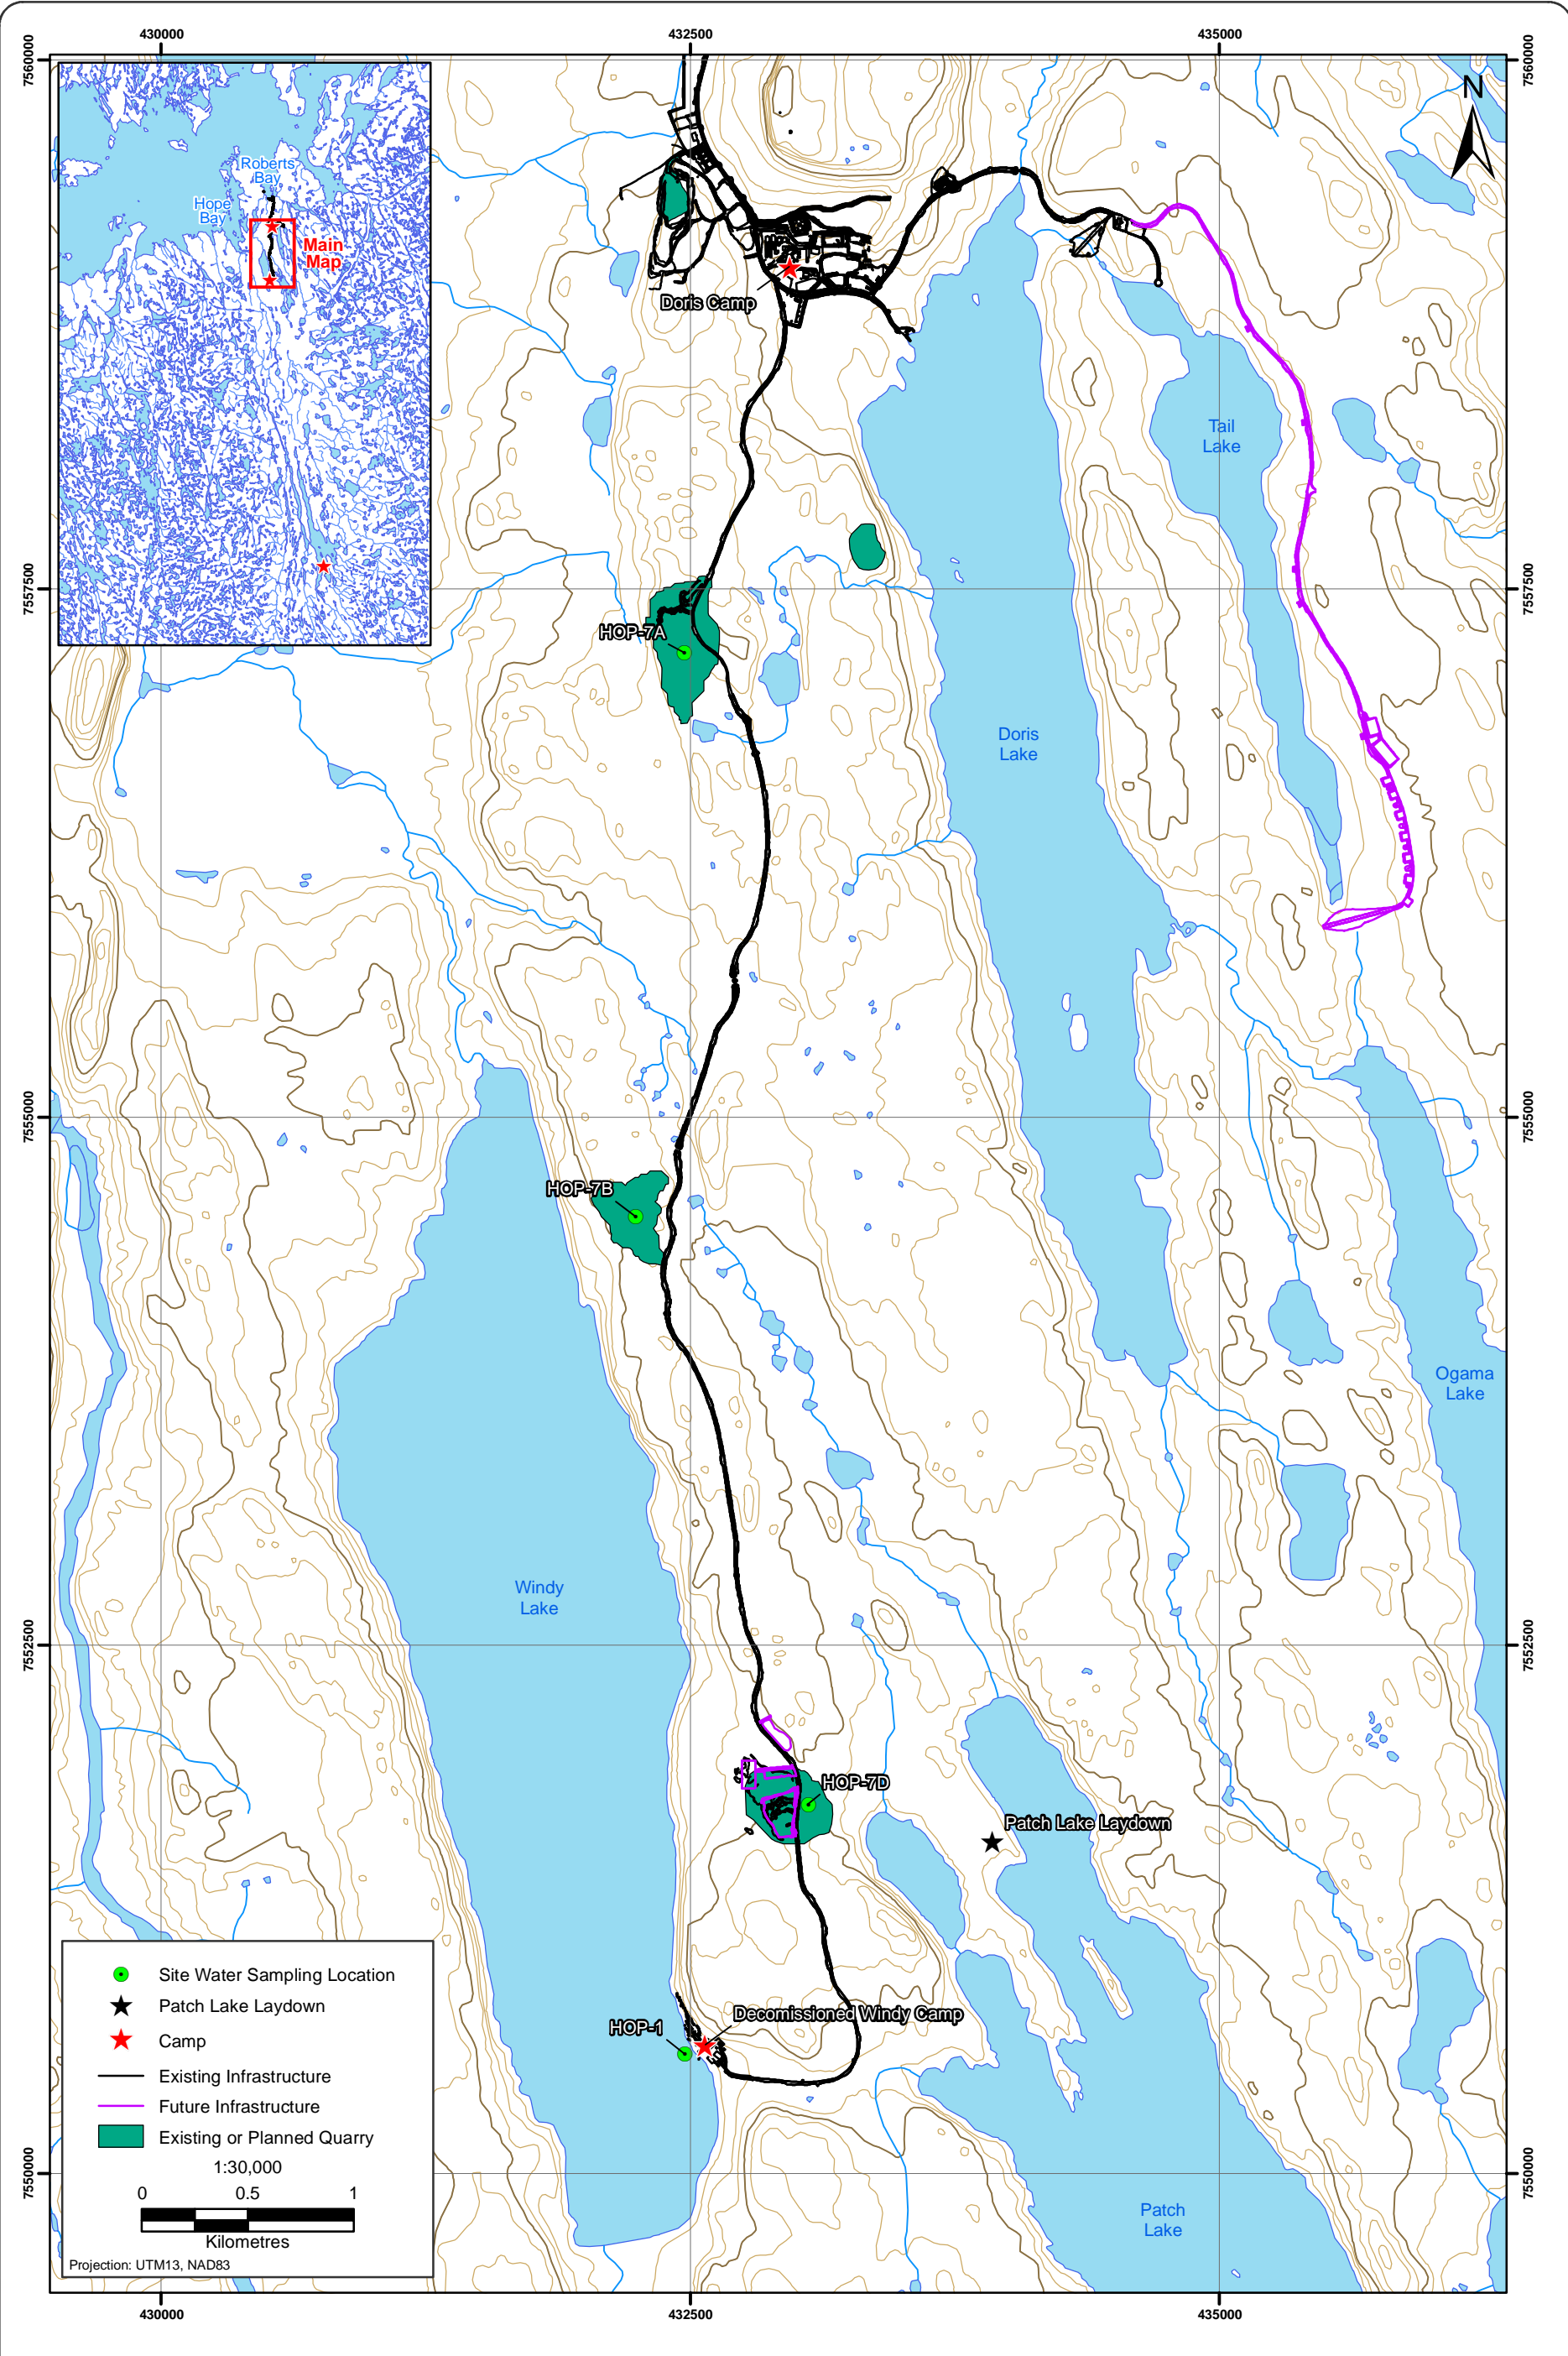 430000
432500
435000
7560000
7560000
N
Roberts
Bay
Hope
Bay
Main
Map
Doris Camp
Tail
Lake
7557500
7557500
HOP-7A
Doris
Lake
7555000
7555000
HOP-7B
Ogama
Lake
Windy
Lake
7552500
7552500
HOP-7D
Patch Lake Laydown
Decomissioned Windy Camp
HOP-1
Site Water Sampling Location
Patch Lake Laydown
Camp
Existing Infrastructure
Future Infrastructure
Existing or Planned Quarry
1:30,000
0 0.5 1
Kilometres
Projection: UTM13, NAD83
7550000
7550000
Patch
Lake
430000
432500
435000